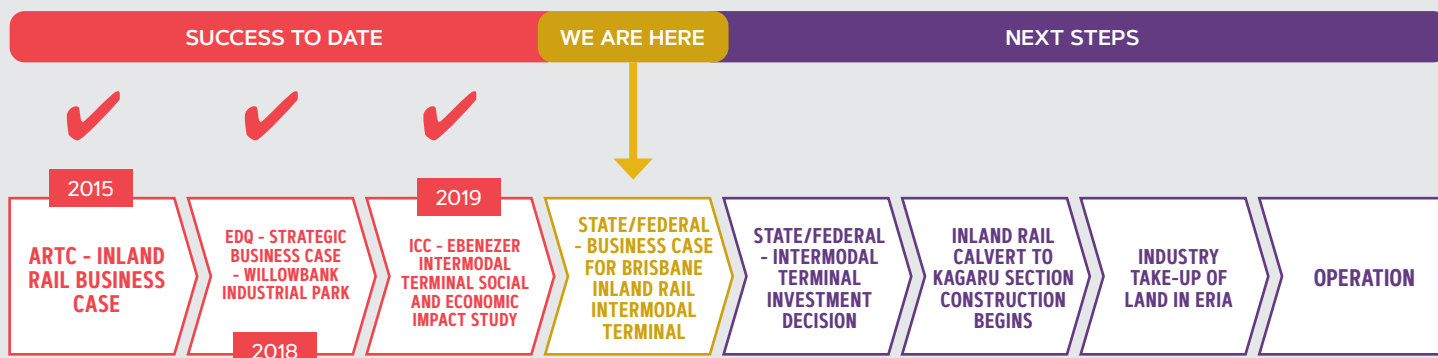 SUCCESS TO DATE
WE ARE HERE
NEXT STEPS
2015
ARTC - INLAND
RAIL BUSINESS
CASE
EDQ - STRATEGIC
BUSINESS CASE
- WILLOWBANK
INDUSTRIAL PARK
2018
2019
ICC - EBENEZER
INTERMODAL
TERMINAL SOCIAL
AND ECONOMIC
IMPACT STUDY
STATE/FEDERAL
- BUSINESS CASE
FOR BRISBANE
INLAND RAIL
INTERMODAL
TERMINAL
STATE/FEDERAL
- INTERMODAL
TERMINAL
INVESTMENT
DECISION
INLAND RAIL
CALVERT TO
KAGARU SECTION
CONSTRUCTION
BEGINS
INDUSTRY
TAKE-UP OF
LAND IN ERIA
OPERATION